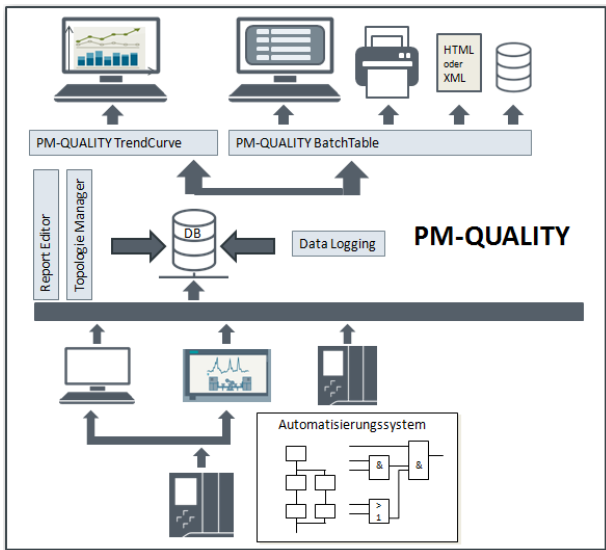 HTML
oder
XML
PM-QUALITY TrendCurve
PM-QUALITY BatchTable
Report Editor
Topologie Manager
DB
Data Logging
PM-QUALITY
Automatisierungssystem
&
&
>
1